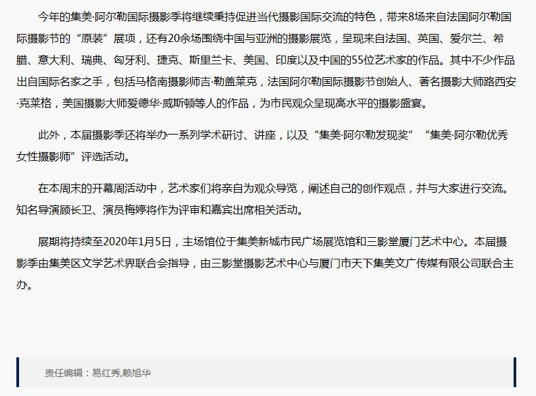 今年的集美·阿尔勒国际摄影季将继续秉持促进当代摄影国际交流的特色，带来8场来自法国阿尔勒国
际摄影节的“原装”展项，还有20余场围绕中国与亚洲的摄影展览，呈现来自法国、英国、爱尔兰、希
腊、意大利、瑞典、匈牙利、捷克、斯里兰卡、美国、印度以及中国的55位艺术家的作品。其中不少作品
出自国际名家之手，包括马格南摄影师吉·勒盖莱克，法国阿尔勒国际摄影节创始人、著名摄影大师路西安
·克莱格，美国摄影大师爱德华·威斯顿等人的作品，为市民观众呈现高水平的摄影盛宴。
此外，本届摄影季还将举办一系列学术研讨、讲座，以及“集美·阿尔勒发现奖”“集美·阿尔勒优秀
女性摄影师”评选活动。
在本周末的开幕周活动中，艺术家们将亲自为观众导览，阐述自己的创作观点，并与大家进行交流。
知名导演顾长卫、演员梅婷将作为评审和嘉宾出席相关活动。
展期将持续至2020年1月5日，主场馆位于集美新城市民广场展览馆和三影堂厦门艺术中心。本届摄
影季由集美区文学艺术界联合会指导，由三影堂摄影艺术中心与厦门市天下集美文广传媒有限公司联合主
办。
责任编辑：易红秀,赖旭华